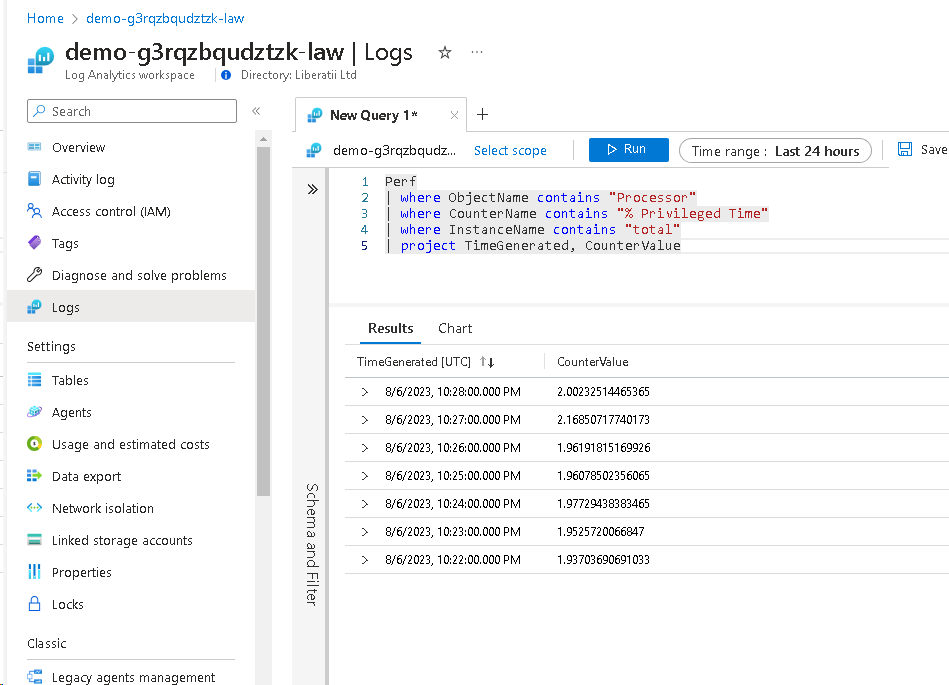 Home > demo-g3rqzbqudztzk-law
demo-g3rqzbqudztzk-law | Logs ☆ ···
Log Analytics workspace | Directory: Liberatii Ltd
Search «
Overview
Activity log
Access control (IAM)
Tags
Diagnose and solve problems
Logs
Settings
Tables
Agents
Usage and estimated costs
Data export
Network isolation
Linked storage accounts
Properties
Locks
Classic
Legacy agents management
New Query 1* × +
demo-g3rqzbqudz... Select scope Run Time range : Last 24 hours Save
1 Perf
2 | where ObjectName contains "Processor"
3 | where CounterName contains "% Privileged Time"
4 | where InstanceName contains "total"
5 | project TimeGenerated, CounterValue
Schema and Filter
Results Chart
TimeGenerated [UTC] ↑↓ CounterValue
> 8/6/2023, 10:28:00.000 PM 2.00232514465365
> 8/6/2023, 10:27:00.000 PM 2.16850717740173
> 8/6/2023, 10:26:00.000 PM 1.96191815169926
> 8/6/2023, 10:25:00.000 PM 1.96078502356065
> 8/6/2023, 10:24:00.000 PM 1.97729438383465
> 8/6/2023, 10:23:00.000 PM 1.9525720066847
> 8/6/2023, 10:22:00.000 PM 1.93703690691033